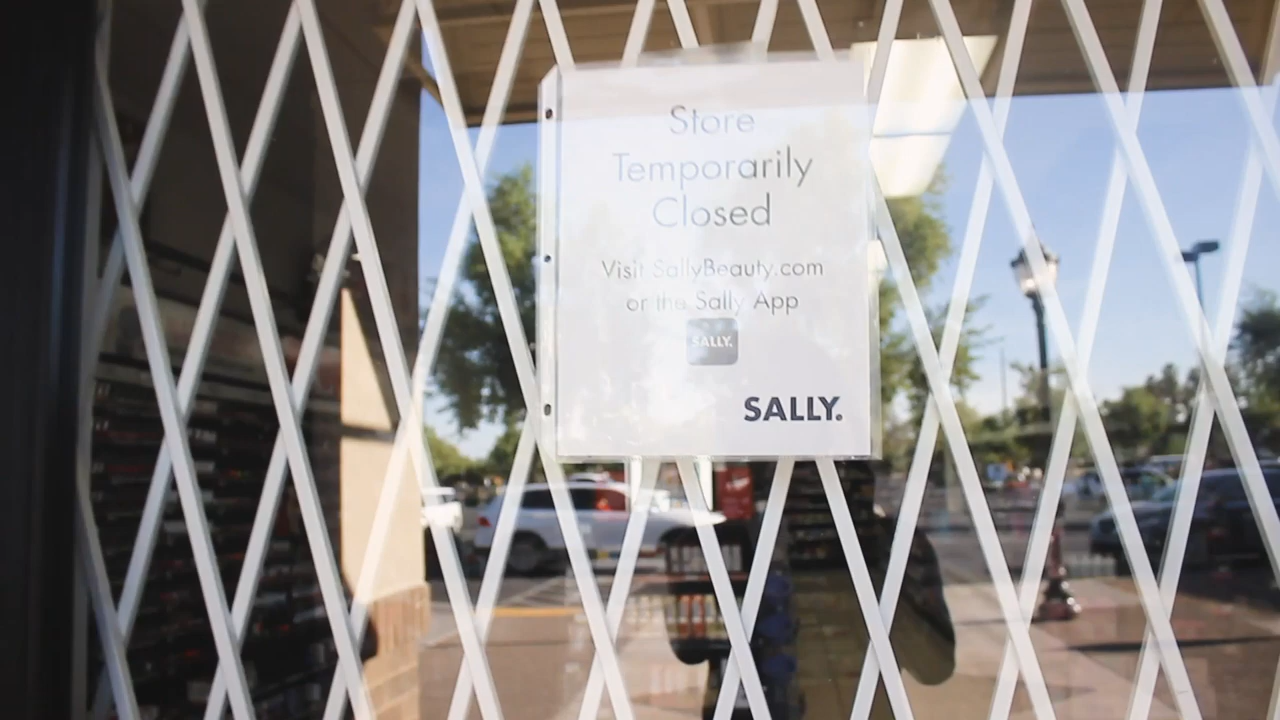 Store
Temporarily
Closed
Visit SallyBeauty.com
or the Sally App
SALLY.
SALLY.